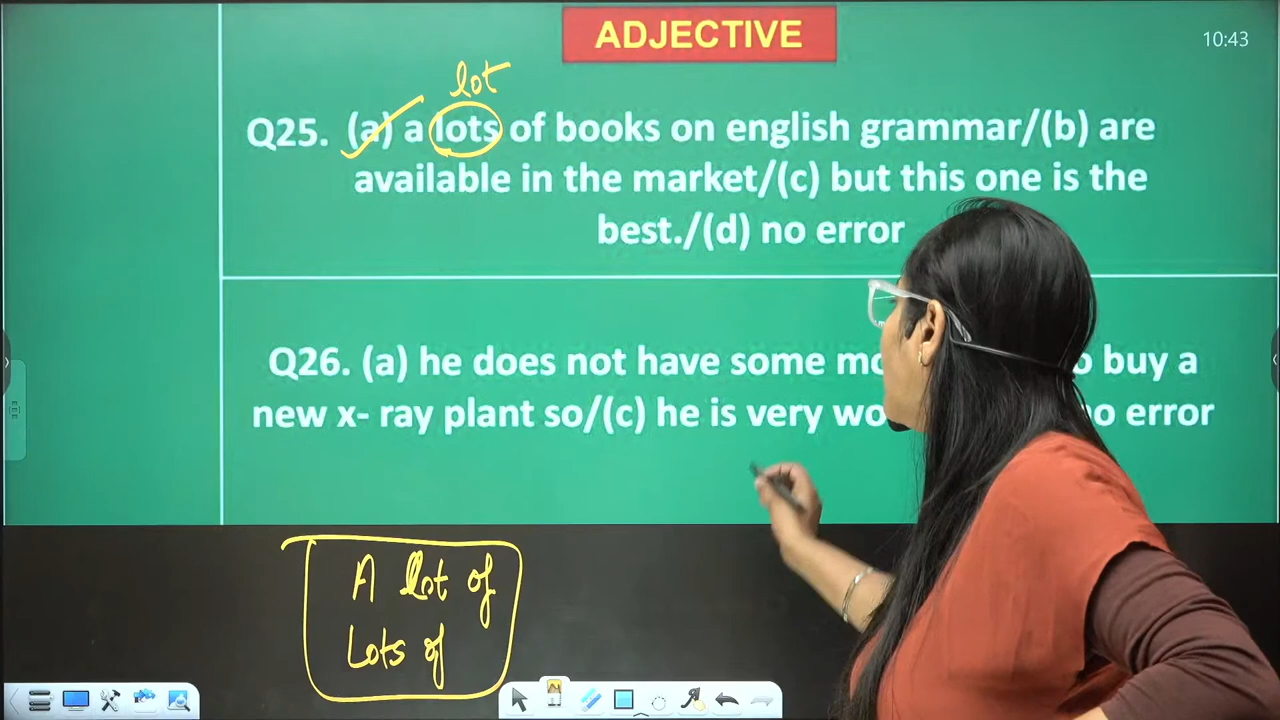 ADJECTIVE
10:43
lot
Q25. (a) a lots of books on english grammar/(b) are
available in the market/(c) but this one is the
best./(d) no error
Q26. (a) he does not have some to buy a
new x- ray plant so/(c) he is very no error
A lot of
Lots of